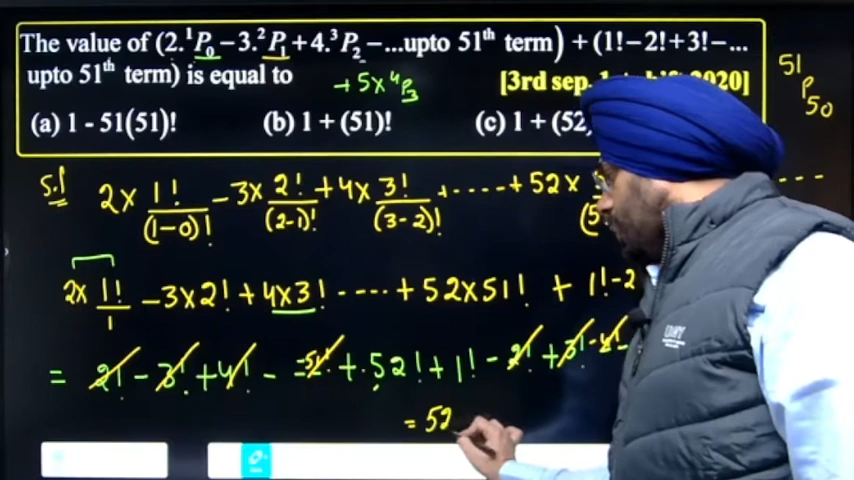 The value of (2.¹P₀ – 3.²P₁ + 4.³P₂ – ...upto 51ᵗʰ term) + (1! – 2! + 3! – ...
upto 51ᵗʰ term) is equal to [3rd sep. 2020]
+ 5 x ⁴P₃
51
P
50
(a) 1 - 51(51)! (b) 1 + (51)! (c) 1 + (52)
Sol 2 x 1!/(1-0)! - 3 x 2!/(2-1)! + 4 x 3!/(3-2)! + ---- + 52 x
2 x 1!/1 - 3 x 2! + 4 x 3! ---- + 52 x 51! + 1! - 2
= 2! - 3! + 4! - - 51! + 52! + 1! - 2! + 3! - 4! -
= 52